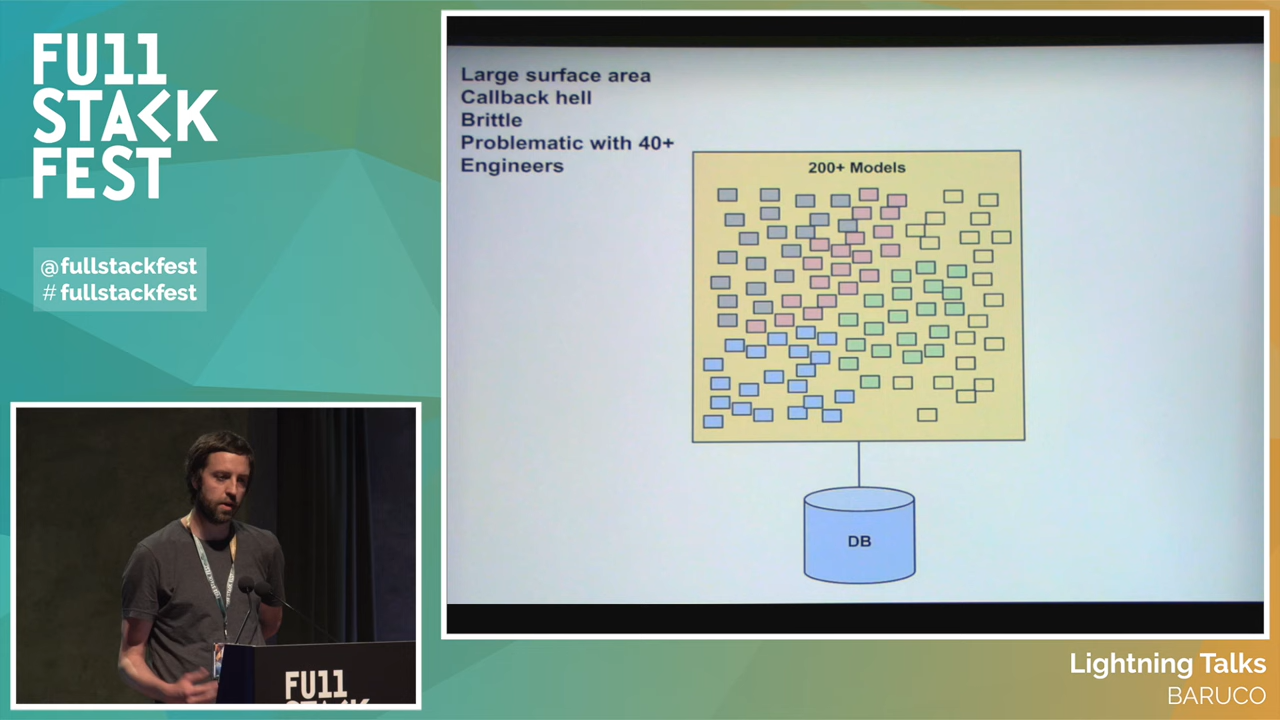 FU11
STACK
FEST
@fullstackfest
# fullstackfest
Large surface area
Callback hell
Brittle
Problematic with 40+
Engineers
200+ Models
DB
FU11
STACK
Lightning Talks
BARUCO